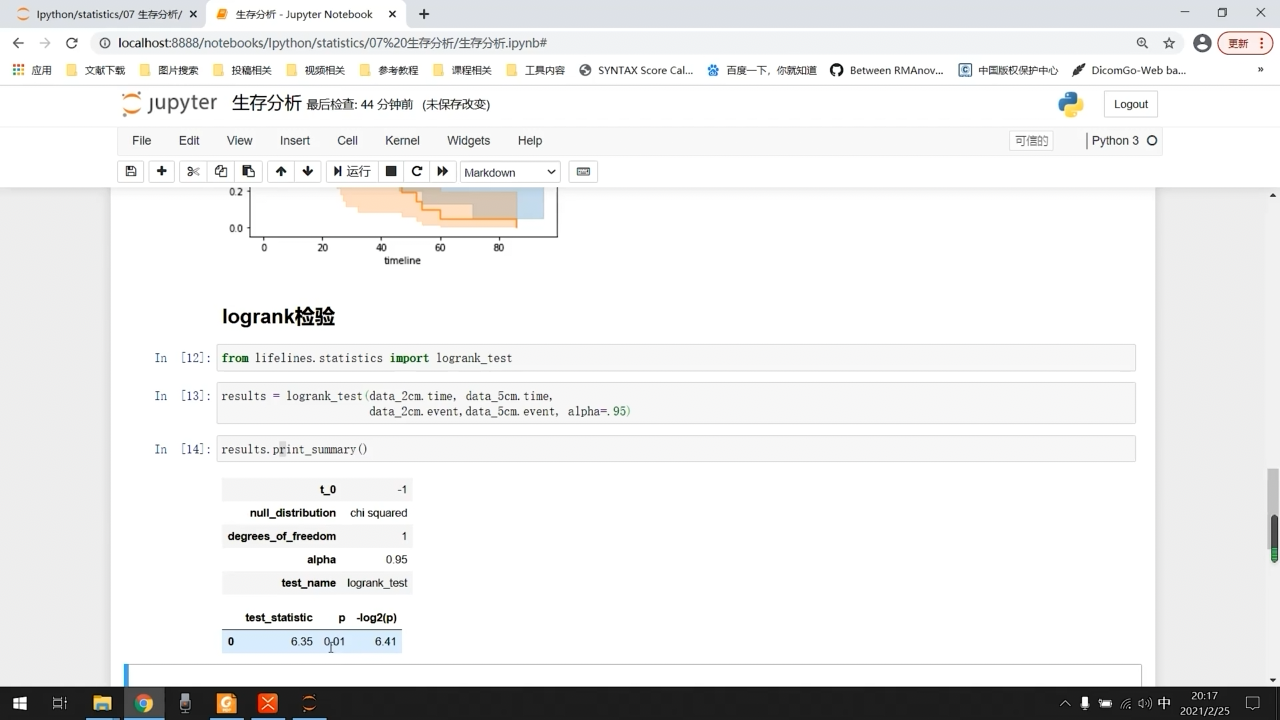 Ipython/statistics/07 生存分析/
生存分析 - Jupyter Notebook
localhost:8888/notebooks/Ipython/statistics/07%20生存分析/生存分析.ipynb#
更新
应用 文献下载 图片搜索 投稿相关 视频相关 参考教程 课程相关 工具内容 SYNTAX Score Cal... 百度一下，你就知道 Between RMAnov... 中国版权保护中心 DicomGo-Web ba... »
jupyter 生存分析 最后检查: 44 分钟前 (未保存改变) Logout
File Edit View Insert Cell Kernel Widgets Help 可信的 Python 3
运行 Markdown
0.2
0.0
0 20 40 60 80
timeline
logrank检验
In [12]: from lifelines.statistics import logrank_test
In [13]: results = logrank_test(data_2cm.time, data_5cm.time,
data_2cm.event,data_5cm.event, alpha=.95)
In [14]: results.print_summary()
t_0 -1
null_distribution chi squared
degrees_of_freedom 1
alpha 0.95
test_name logrank_test
test_statistic p -log2(p)
0 6.35 0.01 6.41
中
20:17
2021/2/25